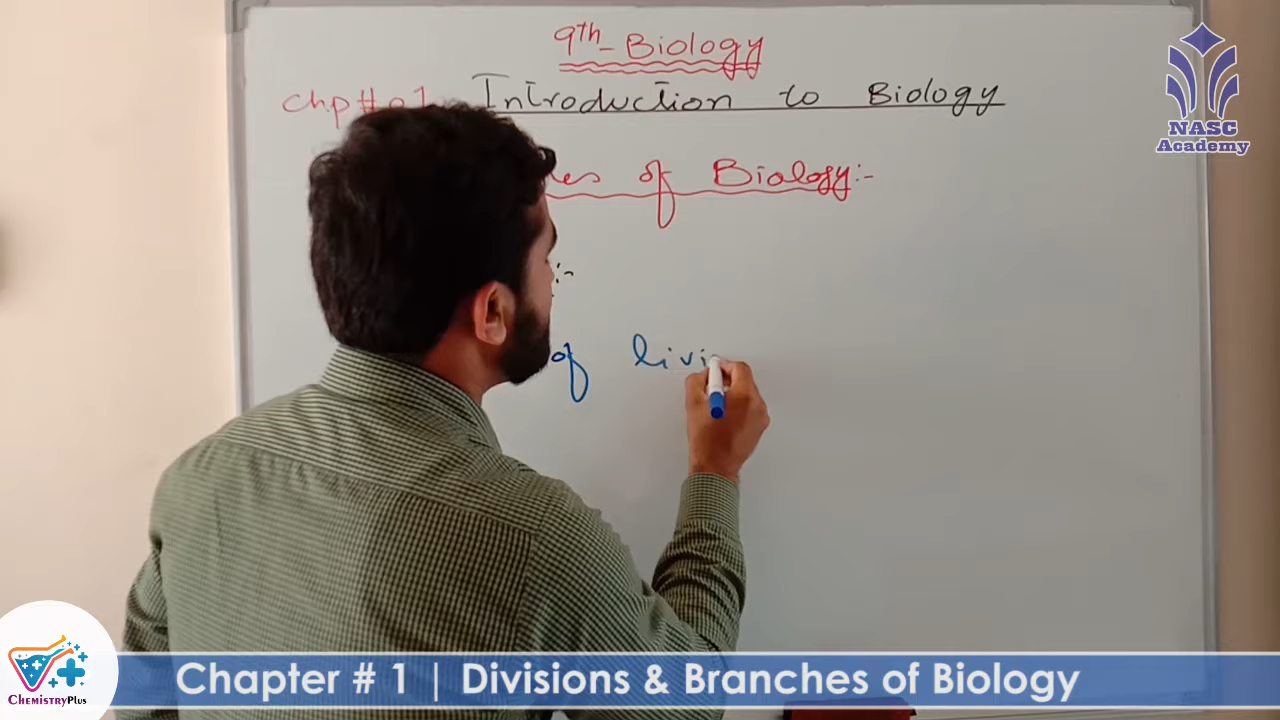 9th - Biology
Chp # 01 Introduction to Biology
of Biology:-
:-
of livi
NASC
Academy
ChemistryPlus
Chapter # 1 | Divisions & Branches of Biology